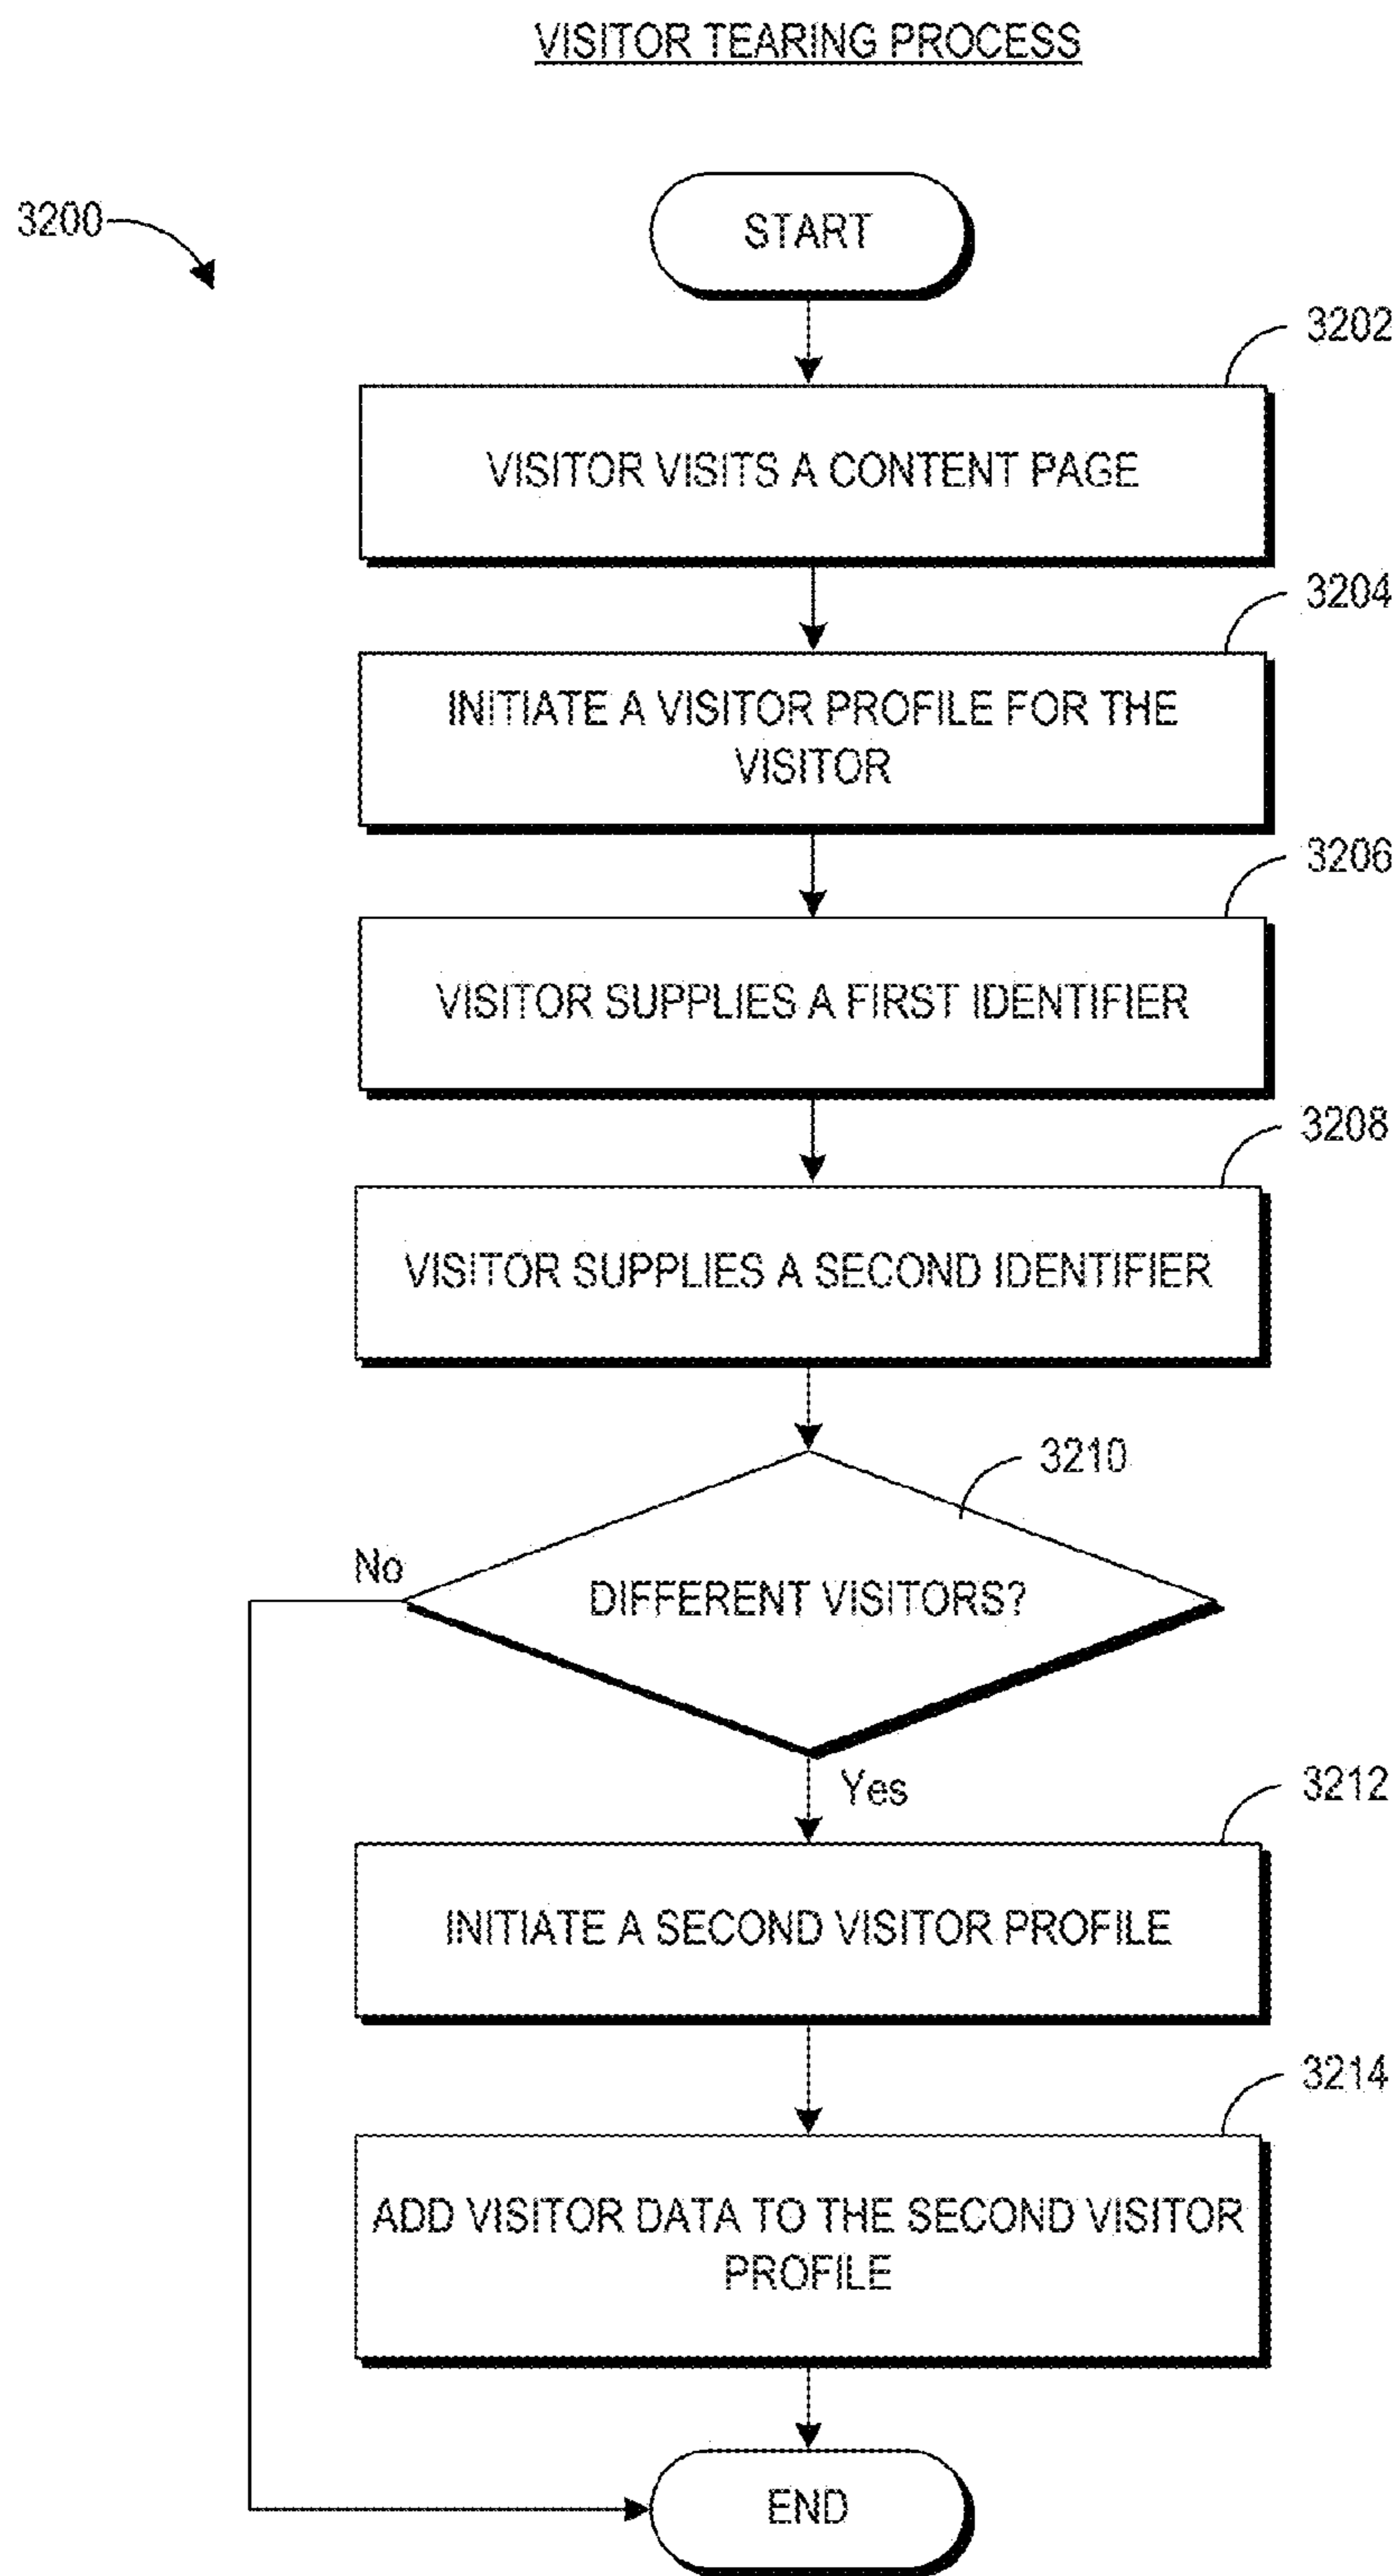 VISITOR TEARING PROCESS
3200
START
3202
VISITOR VISITS A CONTENT PAGE
3204
INITIATE A VISITOR PROFILE FOR THE
VISITOR
3206
VISITOR SUPPLIES A FIRST IDENTIFIER
3208
VISITOR SUPPLIES A SECOND IDENTIFIER
3210
No
DIFFERENT VISITORS?
Yes
3212
INITIATE A SECOND VISITOR PROFILE
3214
ADD VISITOR DATA TO THE SECOND VISITOR
PROFILE
END